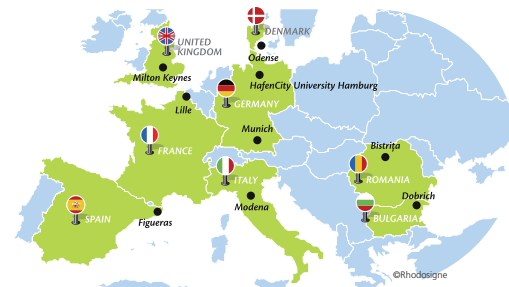 DENMARK
UNITED
KINGDOM
Odense
Milton Keynes
HafenCity University Hamburg
GERMANY
Lille
Munich
FRANCE
Bistrița
ITALY
ROMANIA
Dobrich
Modena
SPAIN
Figueras
BULGARIA
©Rhodosigne